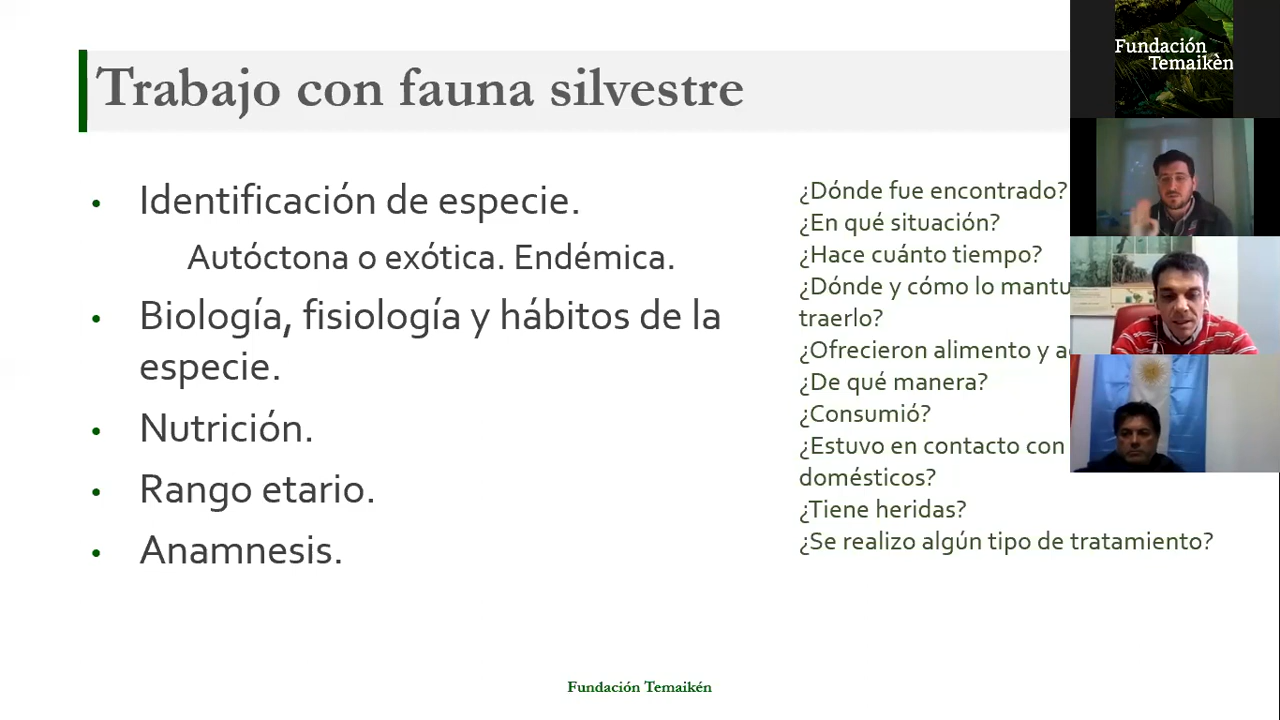 Trabajo con fauna silvestre
• Identificación de especie.
Autóctona o exótica. Endémica.
• Biología, fisiología y hábitos de la
especie.
• Nutrición.
• Rango etario.
• Anamnesis.
¿Dónde fue encontrado?
¿En qué situación?
¿Hace cuánto tiempo?
¿Dónde y cómo lo mantu
traerlo?
¿Ofrecieron alimento y
¿De qué manera?
¿Consumió?
¿Estuvo en contacto con
domésticos?
¿Tiene heridas?
¿Se realizo algún tipo de tratamiento?
Fundación
Temaikèn
Fundación Temaikén